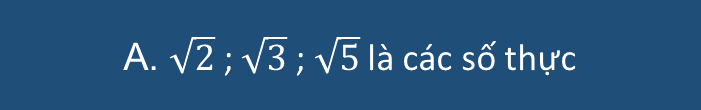 A. √2 ; √3 ; √5 là các số thực